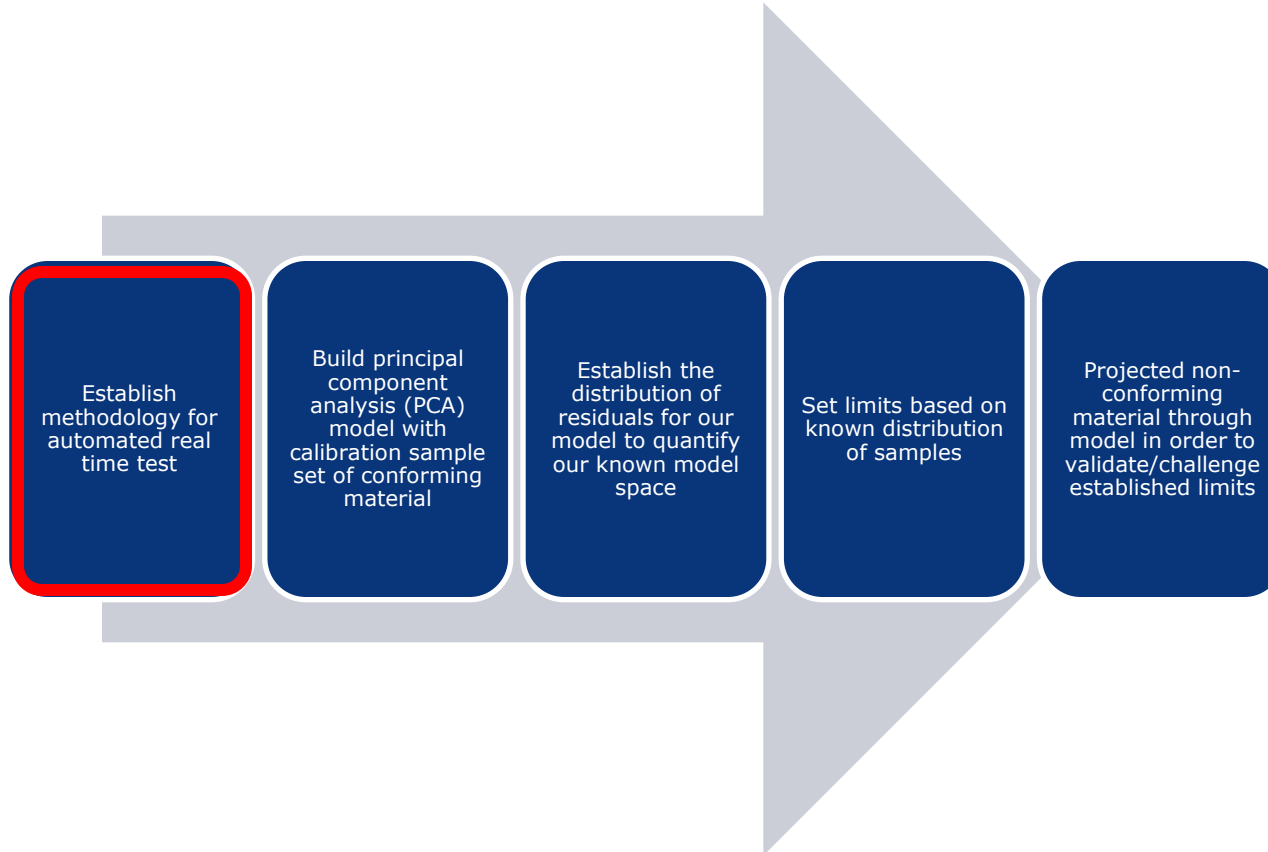 Establish
methodology for
automated real
time test
Build principal
component
analysis (PCA)
model with
calibration sample
set of conforming
material
Establish the
distribution of
residuals for our
model to quantify
our known model
space
Set limits based on
known distribution
of samples
Projected non-
conforming
material through
model in order to
validate/challenge
established limits